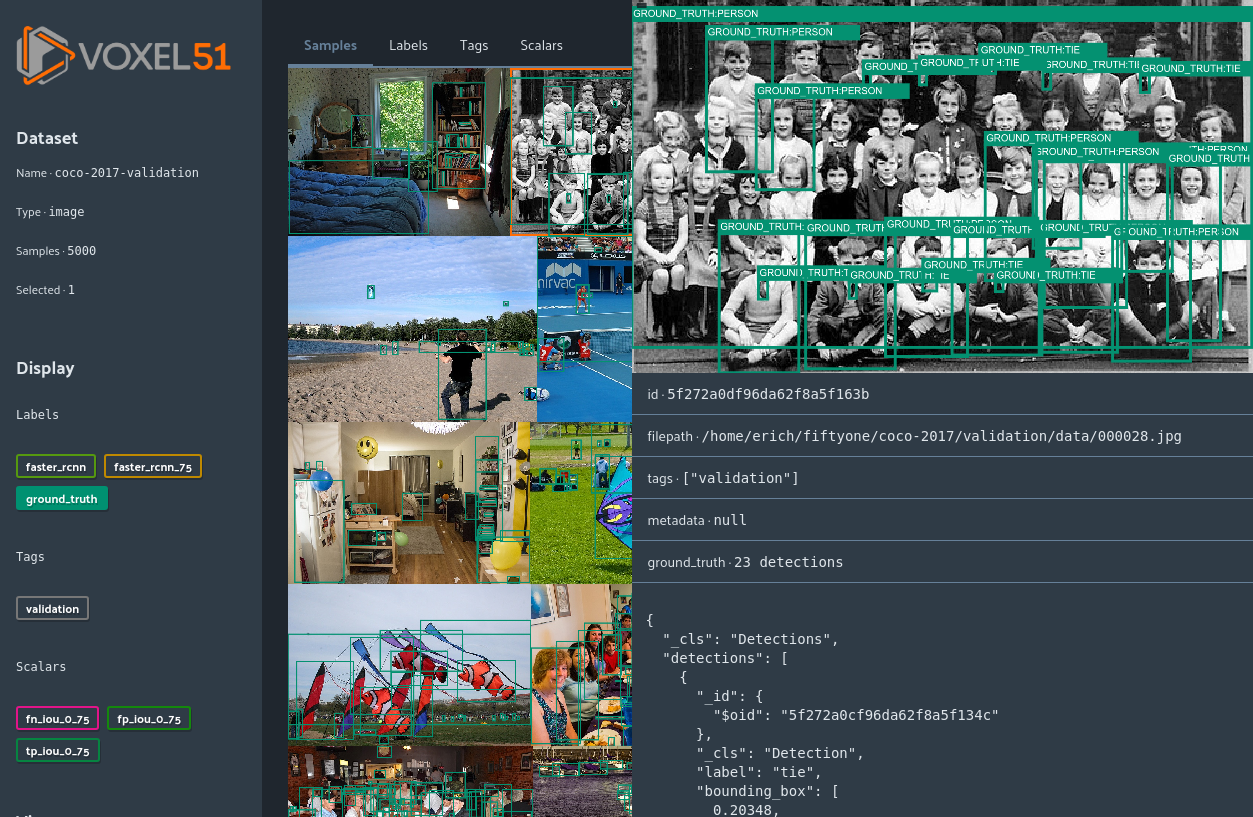 VOXEL51
Dataset
Name · coco-2017-validation
Type · image
Samples · 5000
Selected · 1
Display
Labels
faster_rcnn
faster_rcnn_75
ground_truth
Tags
validation
Scalars
fn_iou_0_75
fp_iou_0_75
tp_iou_0_75
Samples Labels Tags Scalars
GROUND_TRUTH:PERSON
GROUND_TRUTH:PERSON
GROUND_TRUTH:TIE
GROUND_TRUTH:TIE
GROUND_TRUTH:PERSON
GROUND_TRUTH:PERSON
GROUND_TRUTH:PERSON
GROUND_TRUTH
GROUND_TRUTH:
GROUND_TRUTH
GROUND_TRUTH
GROUND_TRUTH:PERSON
GROUND_TRUTH:TIE
GROUND_TRUTH:TIE
id · 5f272a0df96da62f8a5f163b
filepath · /home/erich/fiftyone/coco-2017/validation/data/000028.jpg
tags · ["validation"]
metadata · null
ground_truth · 23 detections
{
"_cls": "Detections",
"detections": [
{
"_id": {
"$oid": "5f272a0cf96da62f8a5f134c"
},
"_cls": "Detection",
"label": "tie",
"bounding_box": [
0.20348,